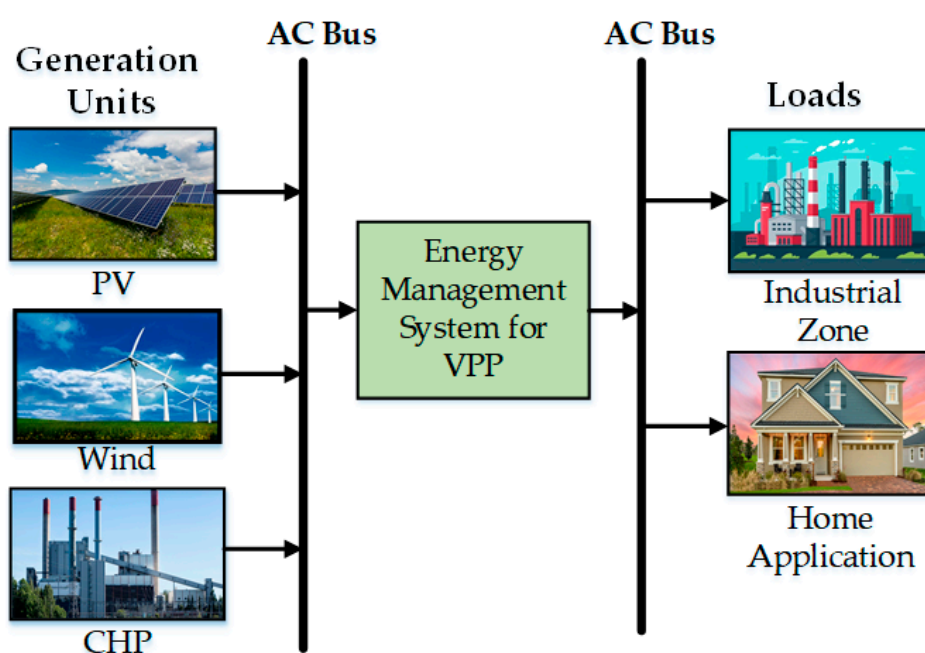 Generation
Units
PV
Wind
CHP
AC Bus
Energy
Management
System for
VPP
AC Bus
Loads
Industrial
Zone
Home
Application